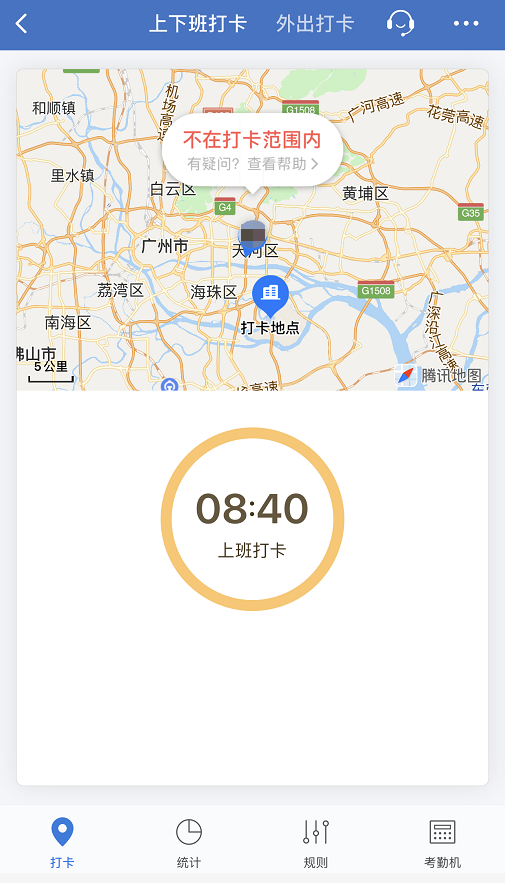 上下班打卡 外出打卡
和顺镇
机场高速
G1508
广河高速
花莞高速
不在打卡范围内
有疑问？查看帮助
里水镇
白云区
黄埔区
G4
G35
广州市
天河区
荔湾区
海珠区
G1508
打卡地点
南海区
广深沿江高速
佛山市
5公里
高速
腾讯地图
08:40
上班打卡
打卡 统计 规则 考勤机